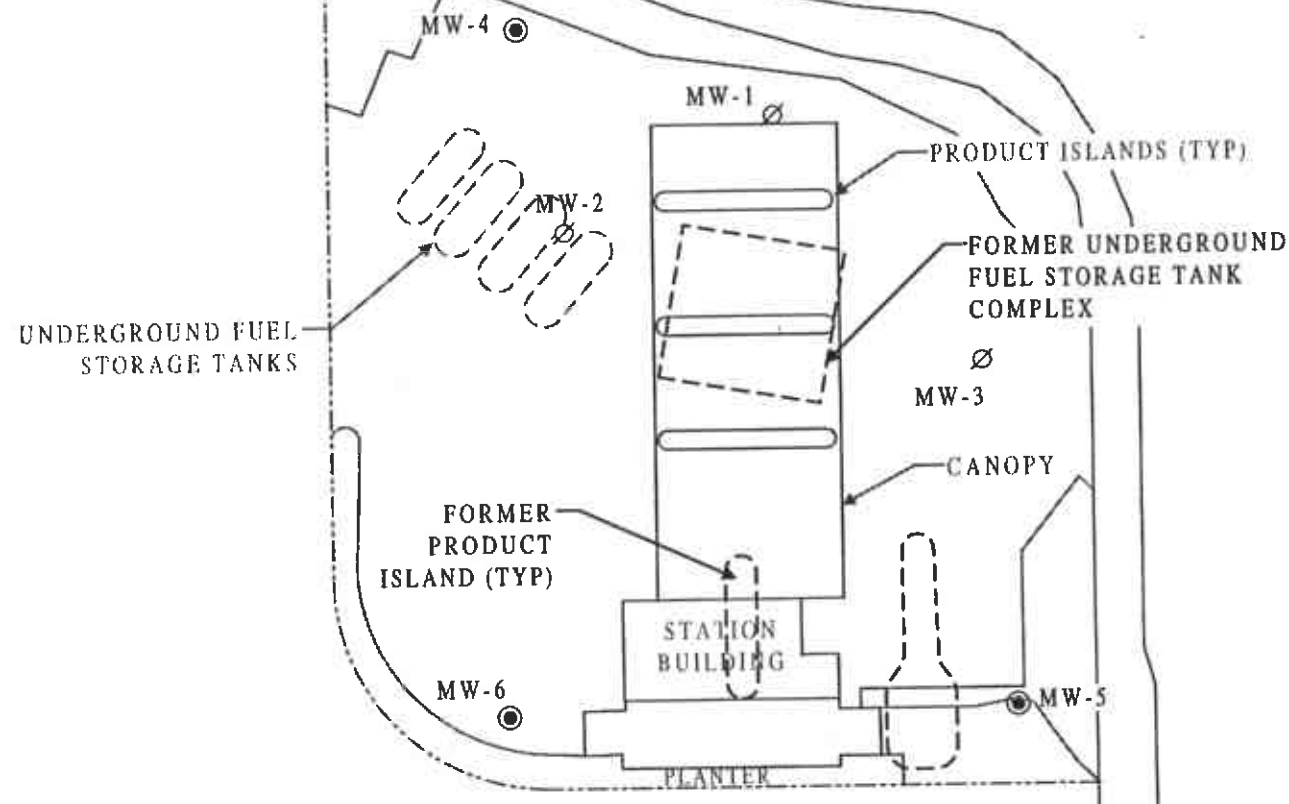 MW-4
MW-1
PRODUCT ISLANDS (TYP)
MW-2
FORMER UNDERGROUND
FUEL STORAGE TANK
COMPLEX
UNDERGROUND FUEL
STORAGE TANKS
MW-3
CANOPY
FORMER
PRODUCT
ISLAND (TYP)
STATION
BUILDING
MW-6
MW-5
PLANTER